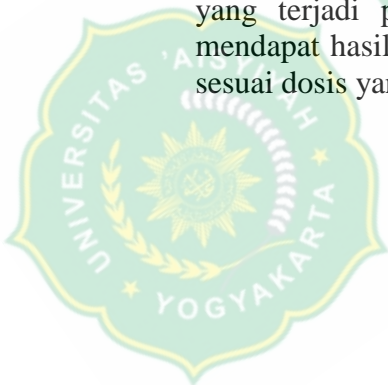 yang terjadi p
mendapat hasil
sesuai dosis yan
UNIVERSITAS 'AISYIYAH
YOGYAKARTA